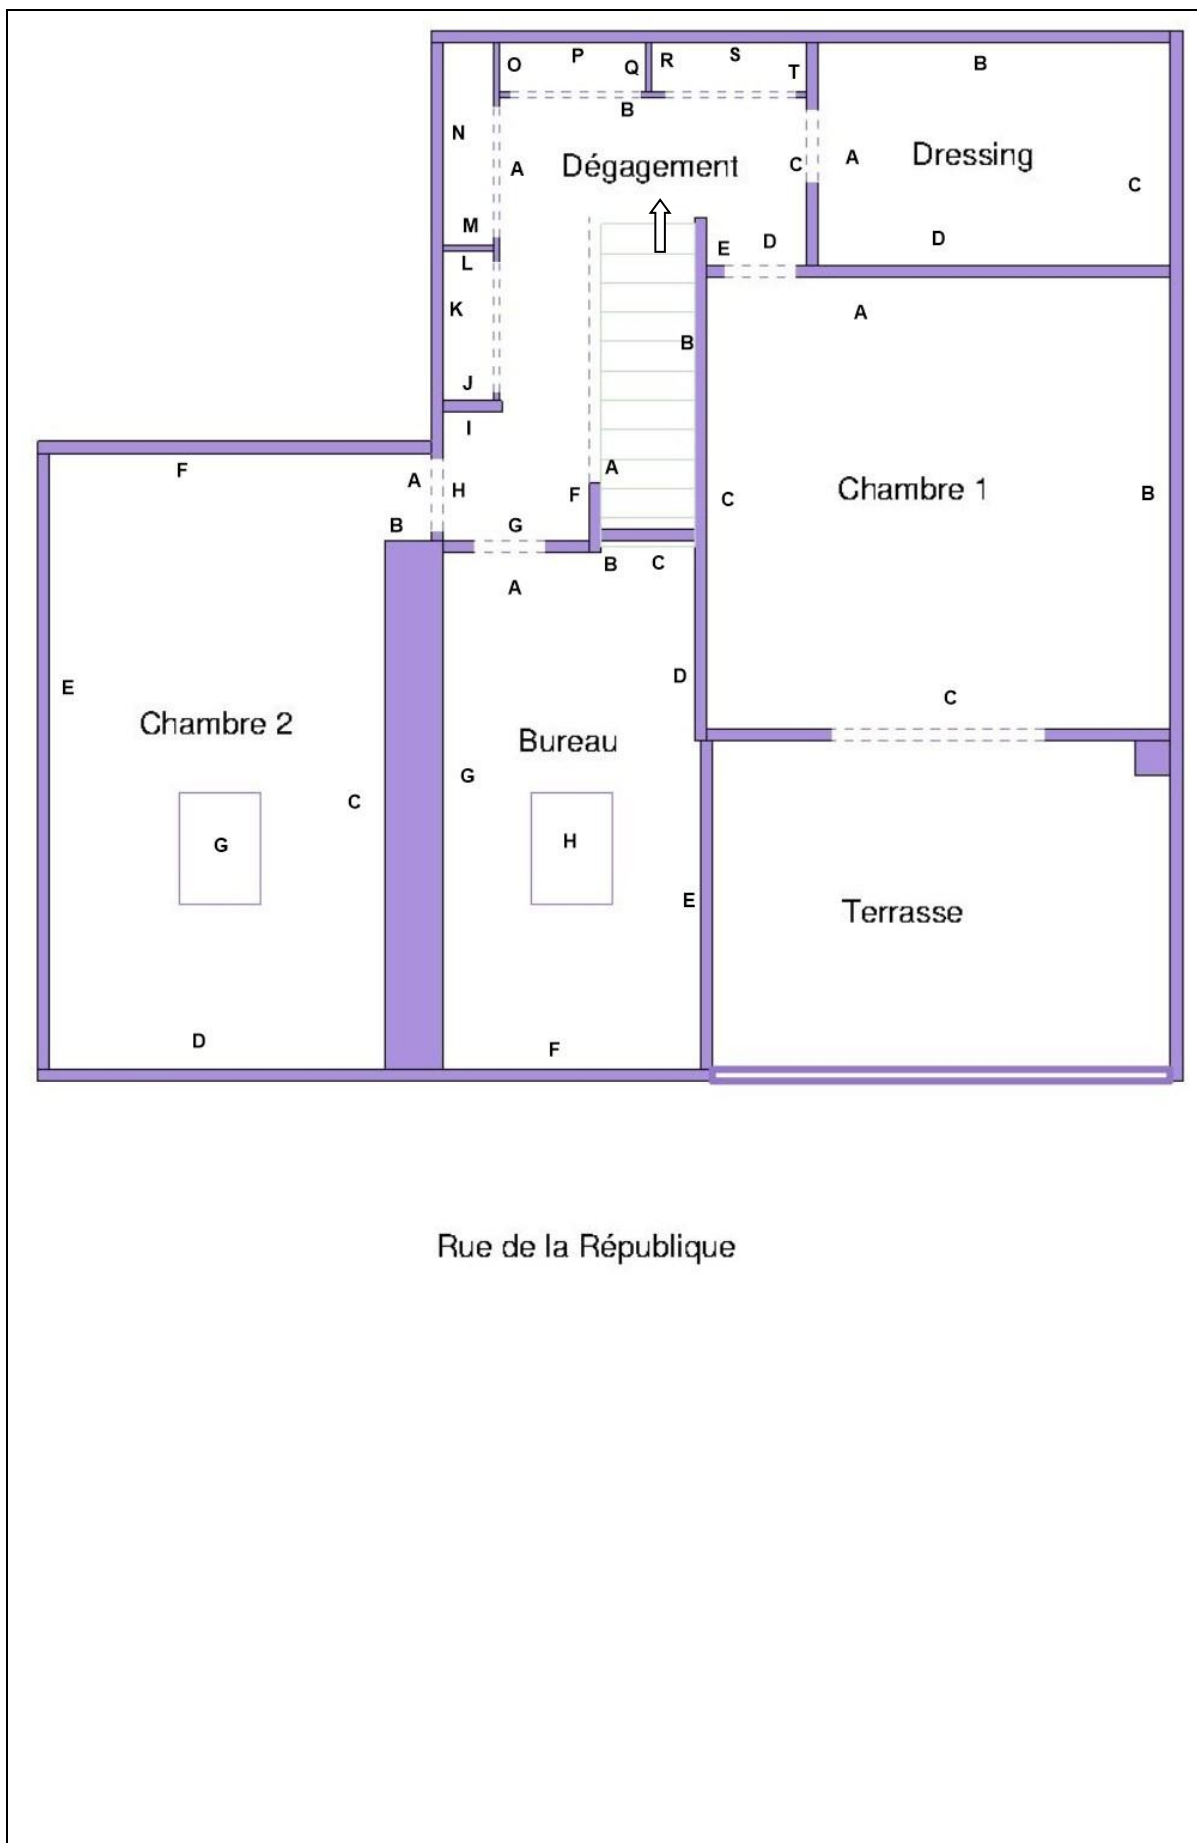 P S
O Q R T B
B
N
A Dégagement C A Dressing
C
M
E D D
L
K A
B
J
I
A
F A H F Chambre 1 B
C
B G
B C
A
E D C
Chambre 2 Bureau
G
C
G H
E Terrasse
D F
Rue de la République